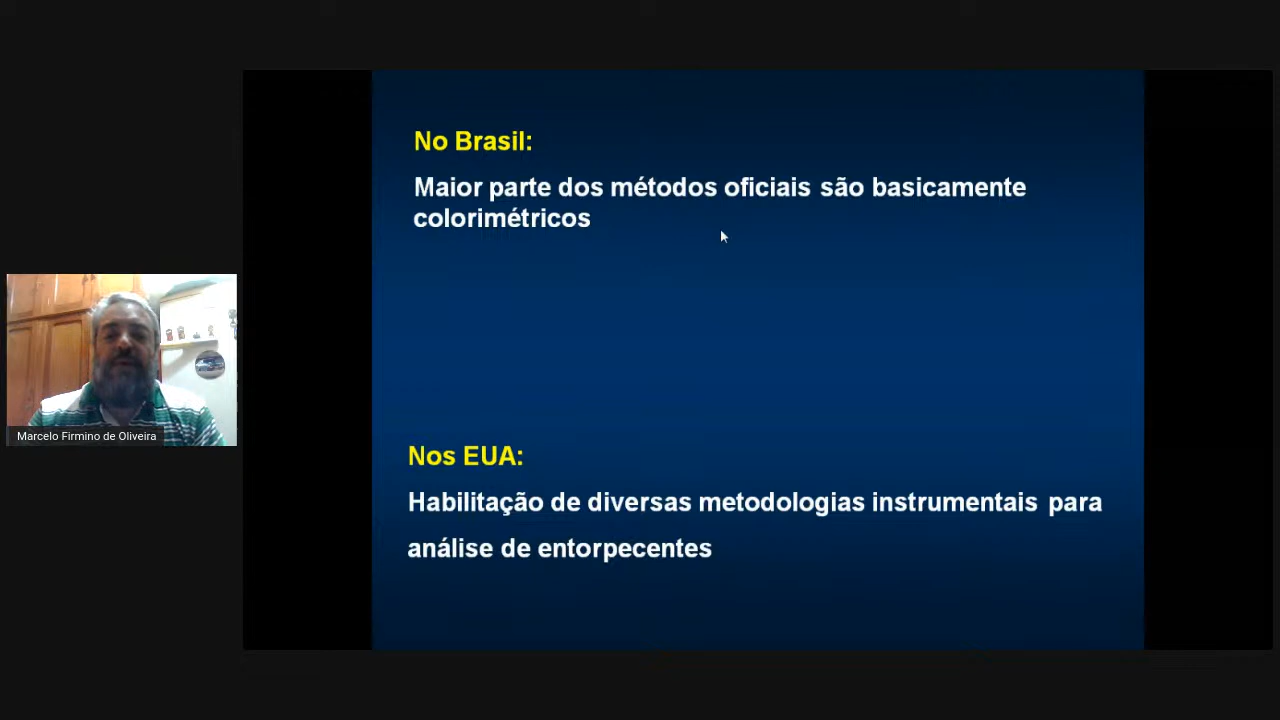 No Brasil:
Maior parte dos métodos oficiais são basicamente
colorimétricos
Marcelo Firmino de Oliveira
Nos EUA:
Habilitação de diversas metodologias instrumentais para
análise de entorpecentes